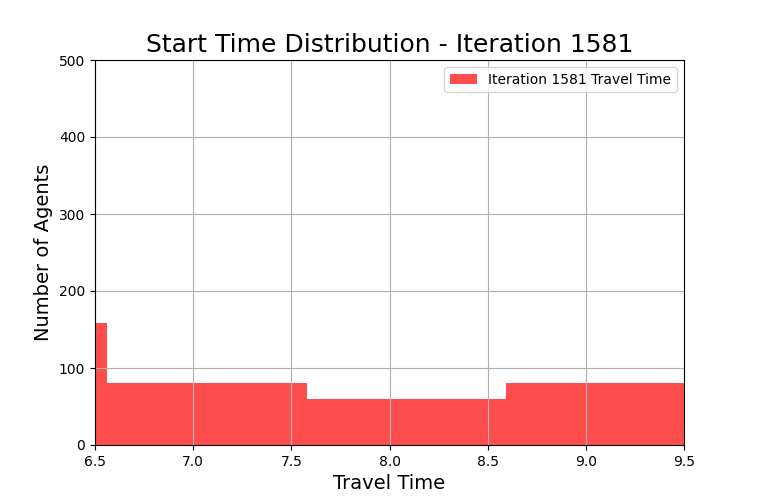 Start Time Distribution - Iteration 1581
500
Iteration 1581 Travel Time
400
300
200
100
0
Number of Agents
6.5 7.0 7.5 8.0 8.5 9.0 9.5
Travel Time